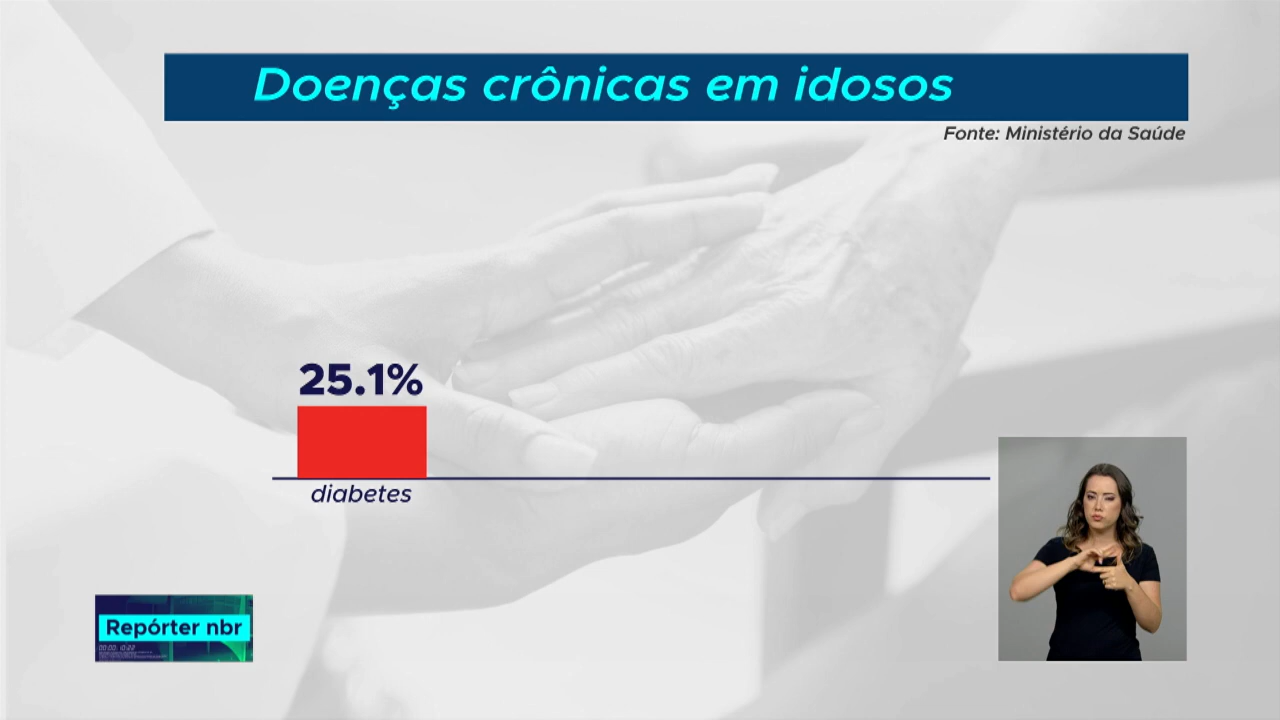 Doenças crônicas em idosos
Fonte: Ministério da Saúde
25.1%
diabetes
Repórter nbr